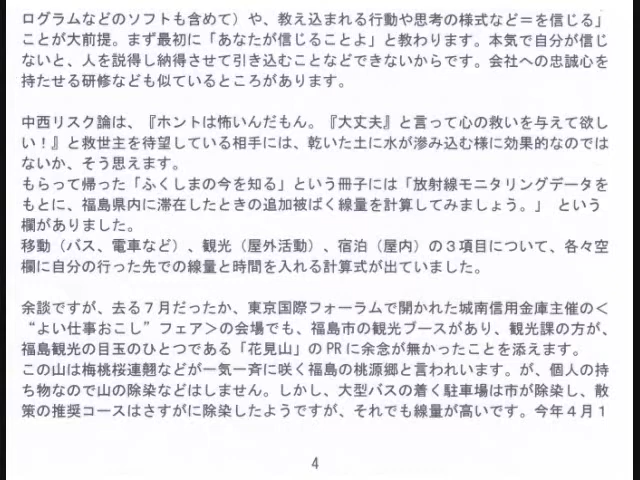 ログラムなどのソフトも含めて）や、教え込まれる行動や思考の様式など＝を信じる」
ことが大前提。まず最初に「あなたが信じることよ」と教わります。本気で自分が信じ
ないと、人を説得し納得させて引き込むことなどできないからです。会社への忠誠心を
持たせる研修なども似ているところがあります。
中西リスク論は、『ホントは怖いんだもん。『大丈夫』と言って心の救いを与えて欲し
い！』と救世主を待望している相手には、乾いた土に水が滲み込む様に効果的なのでは
ないか、そう思えます。
もらって帰った「ふくしまの今を知る」という冊子には「放射線モニタリングデータを
もとに、福島県内に滞在したときの追加被ばく線量を計算してみましょう。」 という
欄がありました。
移動（バス、電車など）、観光（屋外活動）、宿泊（屋内）の３項目について、各々空
欄に自分の行った先での線量と時間を入れる計算式が出ていました。
余談ですが、去る７月だったか、東京国際フォーラムで開かれた城南信用金庫主催の＜
“よい仕事おこし”フェア＞の会場でも、福島市の観光ブースがあり、観光課の方が、
福島観光の目玉のひとつである「花見山」のPRに余念が無かったことを添えます。
この山は梅桃桜連翹などが一気一斉に咲く福島の桃源郷と言われいます。が、個人の持
ち物なので山の除染などはしません。しかし、大型バスの着く駐車場は市が除染し、散
策の推奨コースはさすがに除染したようですが、それでも線量が高いです。今年４月１
4